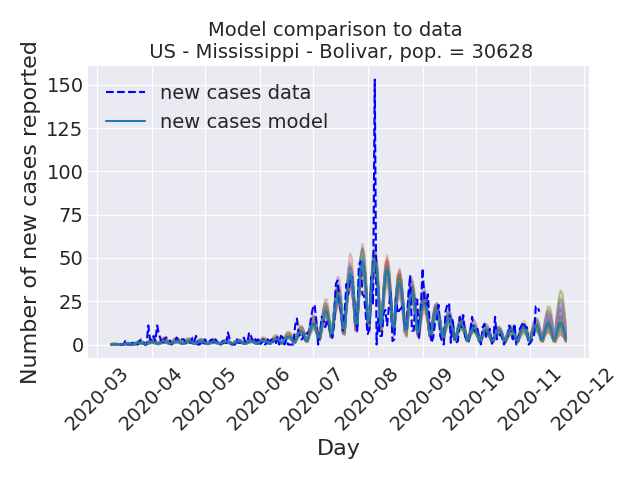 Model comparison to data
US - Mississippi - Bolivar, pop. = 30628
Number of new cases reported
150
125
100
75
50
25
0
new cases data
new cases model
2020-03
2020-04
2020-05
2020-06
2020-07
2020-08
2020-09
2020-10
2020-11
2020-12
Day